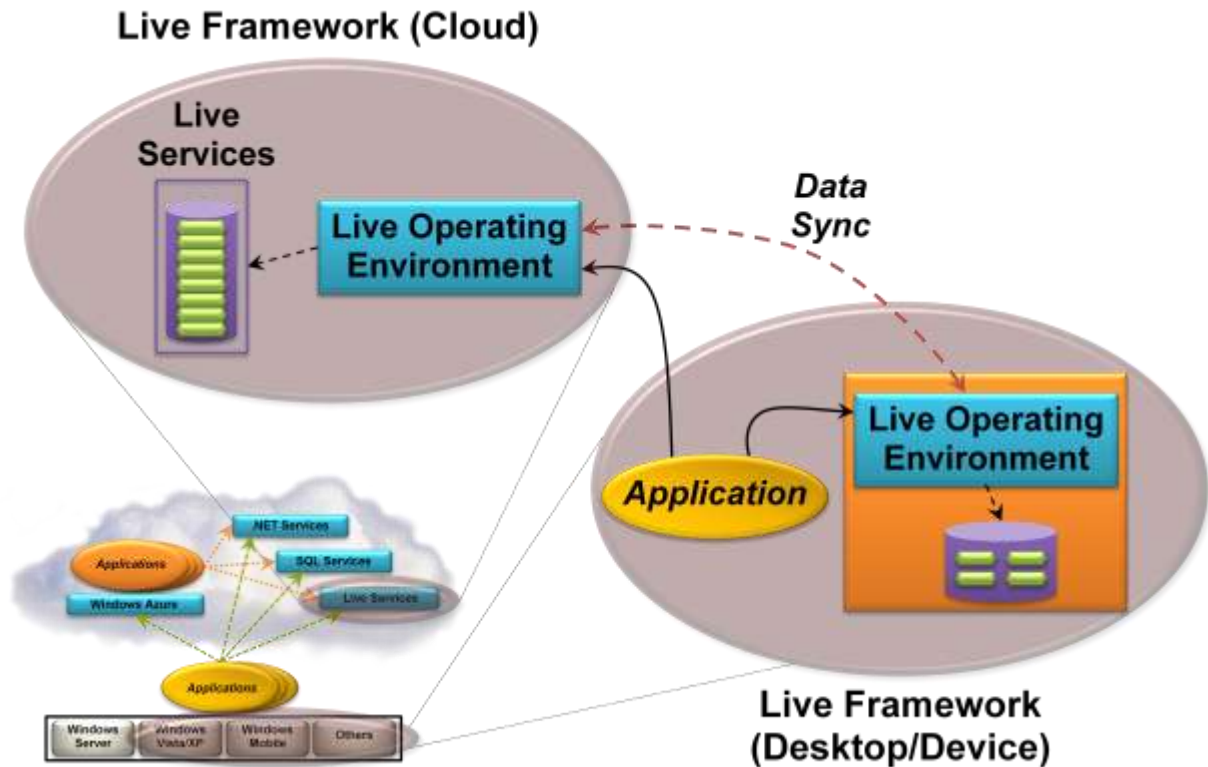 Live Framework (Cloud)
Live
Services
Live Operating
Environment
Data
Sync
Live Operating
Environment
Application
.NET Services
SQL Services
Applications
Live Services
Windows Azure
Applications
Windows
Server
Windows
Vista/XP
Windows
Mobile
Others
Live Framework
(Desktop/Device)